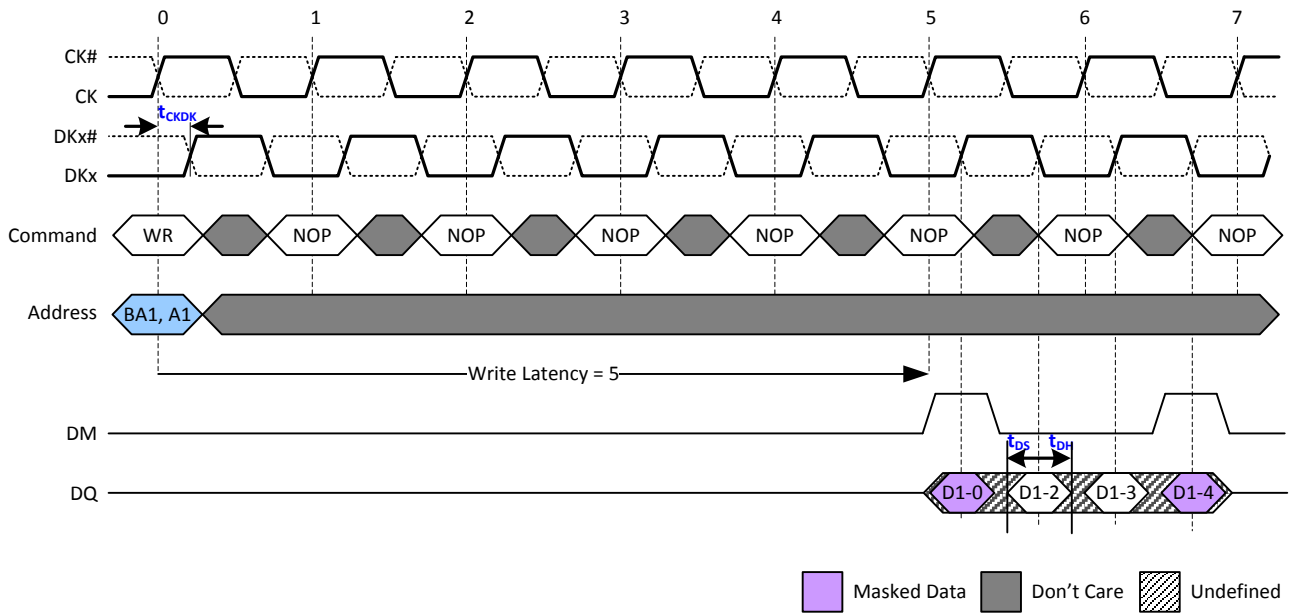 0 1 2 3 4 5 6 7
CK#
CK
tCKDK
DKx#
DKx
Command WR NOP NOP NOP NOP NOP NOP NOP
Address BA1, A1
Write Latency = 5
DM
tDS tDH
DQ D1-0 D1-2 D1-3 D1-4
Masked Data Don't Care Undefined